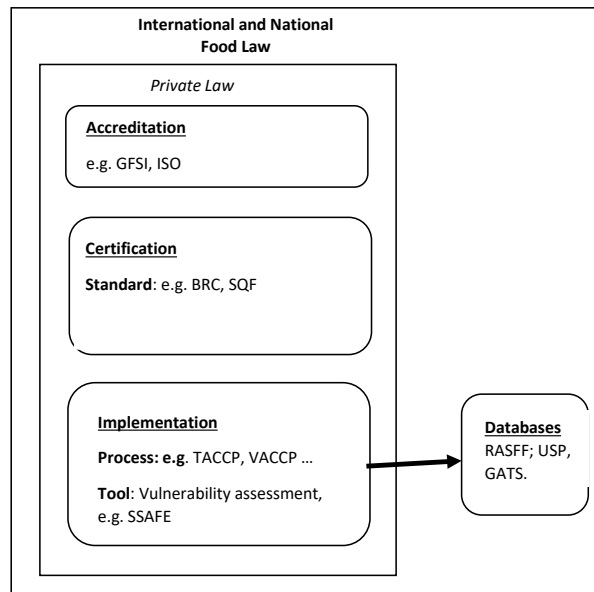 International and National
Food Law
Private Law
Accreditation
e.g. GFSI, ISO
Certification
Standard: e.g. BRC, SQF
Implementation
Process: e.g. TACCP, VACCP ...
Tool: Vulnerability assessment,
e.g. SSAFE
Databases
RASFF; USP,
GATS.